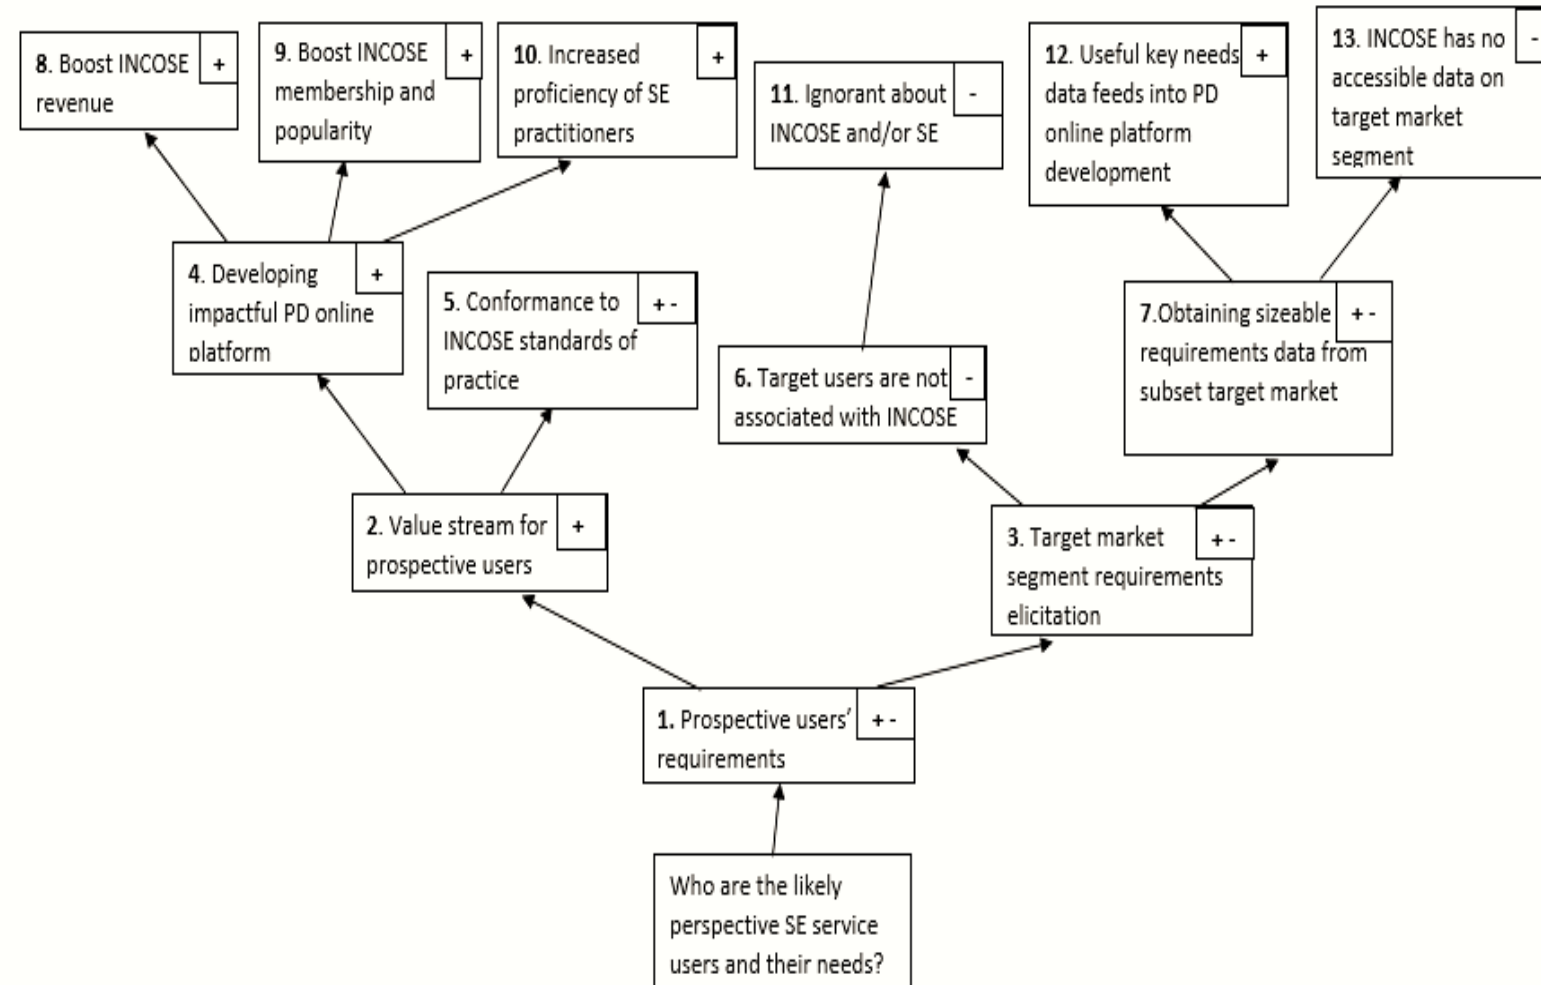 8. Boost INCOSE
revenue
+
9. Boost INCOSE
membership and
popularity
+
10. Increased
proficiency of SE
practitioners
+
11. Ignorant about
INCOSE and/or SE
-
12. Useful key needs
data feeds into PD
online platform
development
+
13. INCOSE has no
accessible data on
target market
segment
-
4. Developing
impactful PD online
platform
+
5. Conformance to
INCOSE standards of
practice
+ -
6. Target users are not
associated with INCOSE
-
7.Obtaining sizeable
requirements data from
subset target market
+ -
2. Value stream for
prospective users
+
3. Target market
segment requirements
elicitation
+ -
1. Prospective users’
requirements
+ -
Who are the likely
perspective SE service
users and their needs?